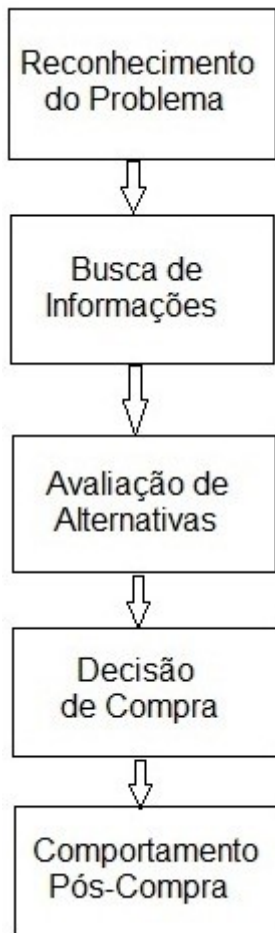 Reconhecimento
do Problema
Busca de
Informações
Avaliação de
Alternativas
Decisão
de Compra
Comportamento
Pós-Compra